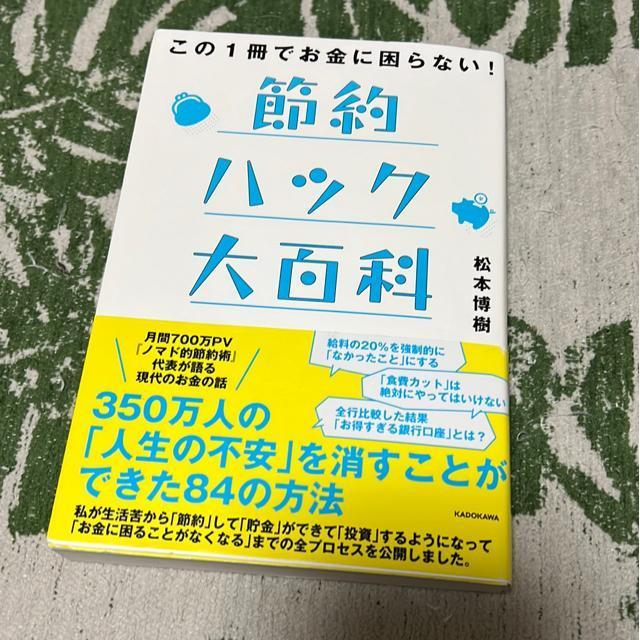 この1冊でお金に困らない!
節約
ハック
大百科
松本博樹
月間700万PV
「ノマド的節約術」
代表が語る
現代のお金の話
給料の20%を強制的に
「なかったこと」にする
「食費カット」は
絶対にやってはいけない
全行比較した結果
「お得すぎる銀行口座」とは?
350万人の
「人生の不安」を消すことが
できた84の方法
KADOKAWA
私が生活苦から「節約」して「貯金」ができて「投資」するようになって
「お金に困ることがなくなる」までの全プロセスを公開しました。